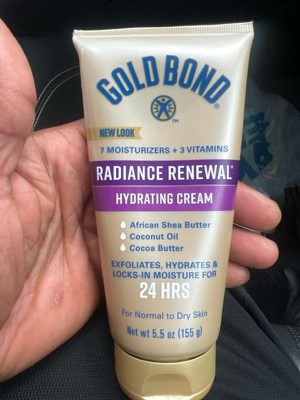 GOLD BOND
TM
NEW LOOK
7 MOISTURIZERS + 3 VITAMINS
RADIANCE RENEWAL
HYDRATING CREAM
African Shea Butter
Coconut Oil
Cocoa Butter
EXFOLIATES, HYDRATES &
LOCKS-IN MOISTURE FOR
24 HRS
For Normal to Dry Skin
Net wt 5.5 oz (155 g)